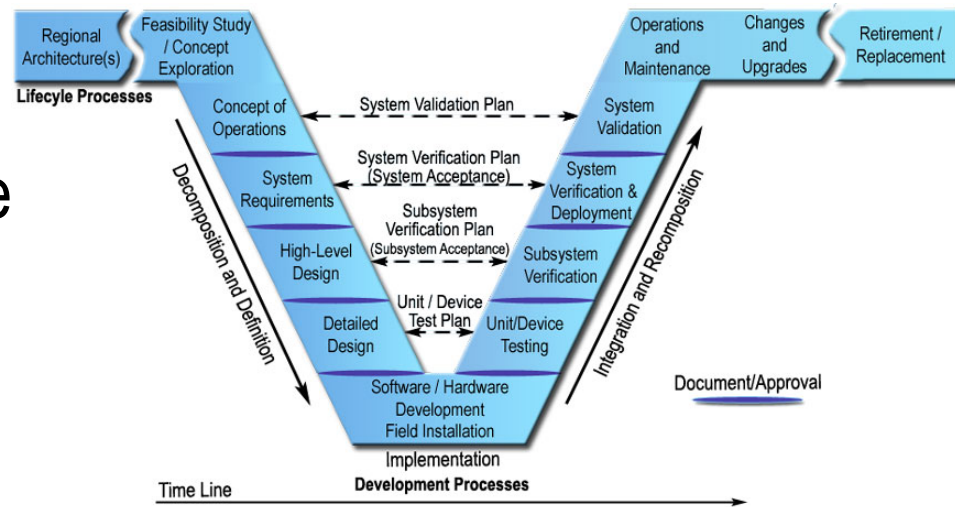 Regional
Architecture(s)
Feasibility Study
/ Concept
Exploration
Operations
and
Maintenance
Changes
and
Upgrades
Retirement /
Replacement
Lifecyle Processes
Concept of
Operations
System Validation Plan
System
Validation
e
System
Requirements
System Verification Plan
(System Acceptance)
System
Verification &
Deployment
High-Level
Design
Subsystem
Verification Plan
(Subsystem Acceptance)
Subsystem
Verification
Detailed
Design
Unit / Device
Test Plan
Unit/Device
Testing
Decomposition and Definition
Integration and Recomposition
Software / Hardware
Development
Field Installation
Document/Approval
Implementation
Development Processes
Time Line